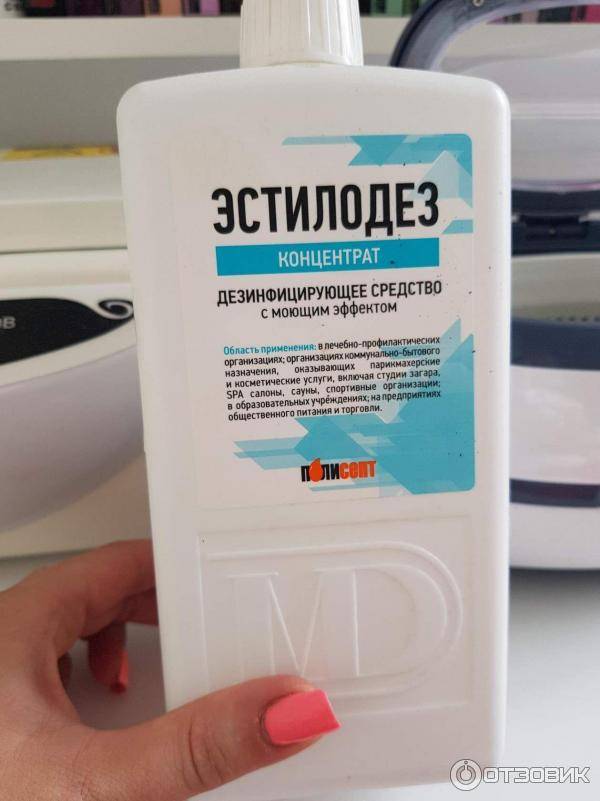 ЭСТИЛОДЕЗ
КОНЦЕНТРАТ
ДЕЗИНФИЦИРУЮЩЕЕ СРЕДСТВО
С МОЮЩИМ ЭФФЕКТОМ
Область применения: в лечебно-профилактических
организациях; организациях коммунально-бытового
назначения, оказывающих парикмахерские
и косметические услуги, включая студии загара,
SPA салоны, сауны, спортивные организации;
в образовательных учреждениях; на предприятиях
общественного питания и торговли.
ПОЛИСЕПТ
MD
ОТЗОВИК